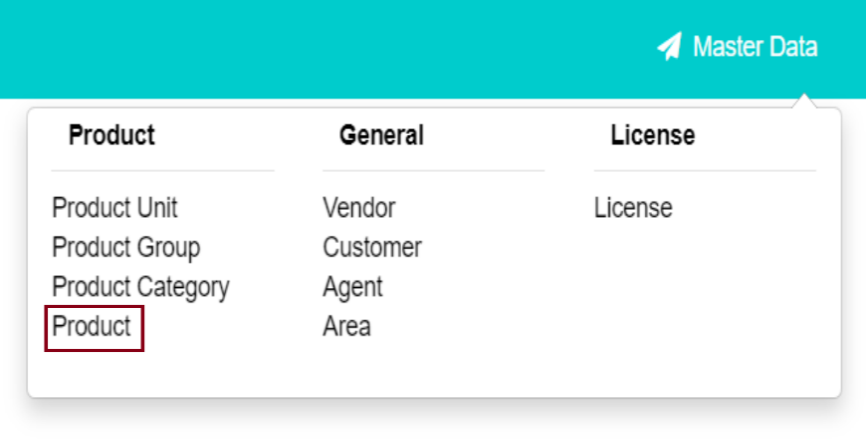 Master Data
Product
General
License
Product Unit
Vendor
License
Product Group
Customer
Product Category
Agent
Product
Area